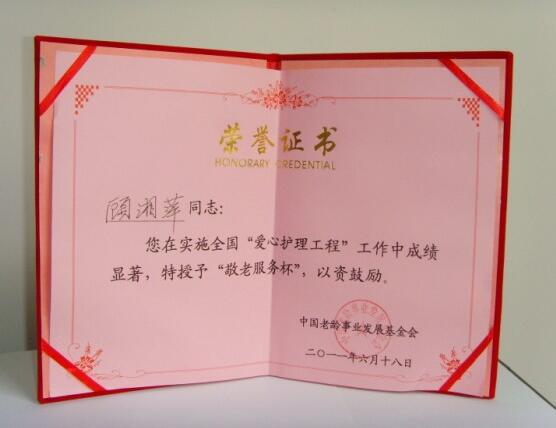 荣誉证书
HONORARY CREDENTIAL
顾湘萍同志：
您在实施全国“爱心护理工程”工作中成绩
显著，特授予“敬老服务杯”，以资鼓励。
中国老龄事业发展基金会
二〇一一年六月十八日